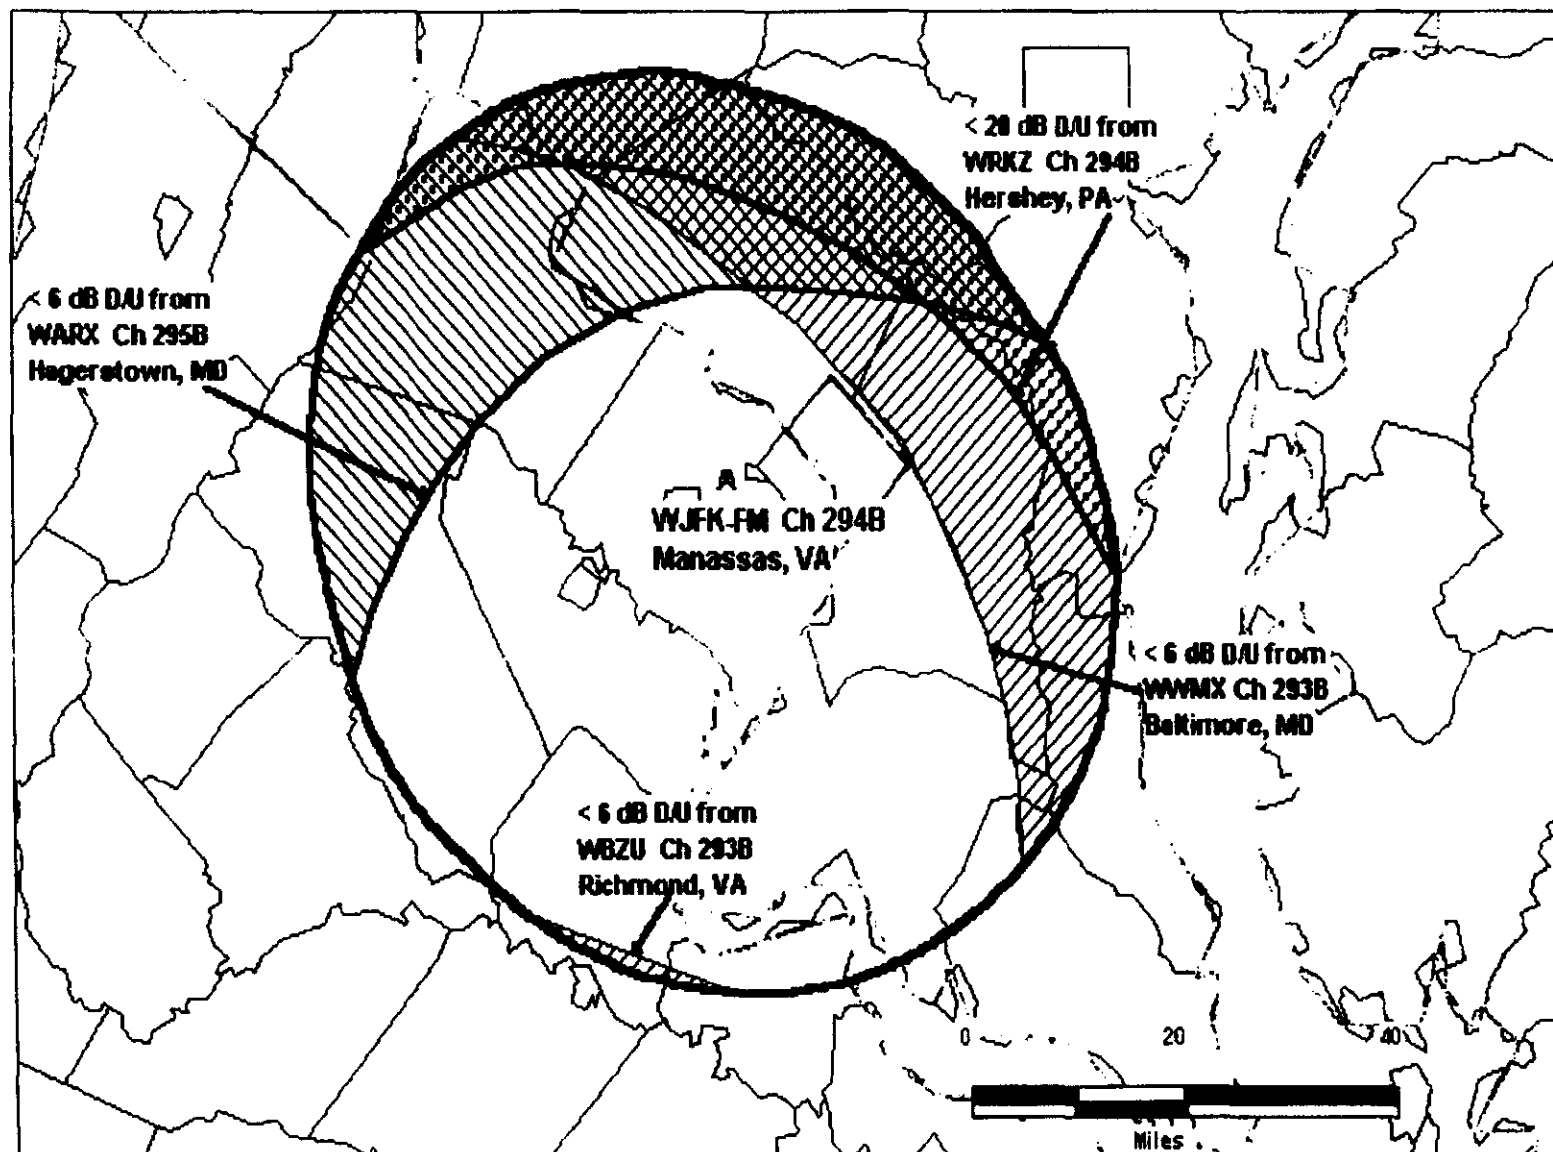 < 20 dB D/U from
WRKZ Ch 294B
Hershey, PA
< 6 dB D/U from
WARX Ch 295B
Hagerstown, MD
WJFK-FM Ch 294B
Manassas, VA
< 6 dB D/U from
WWMX Ch 293B
Baltimore, MD
< 6 dB D/U from
WBZU Ch 293B
Richmond, VA
0 20 40
Miles